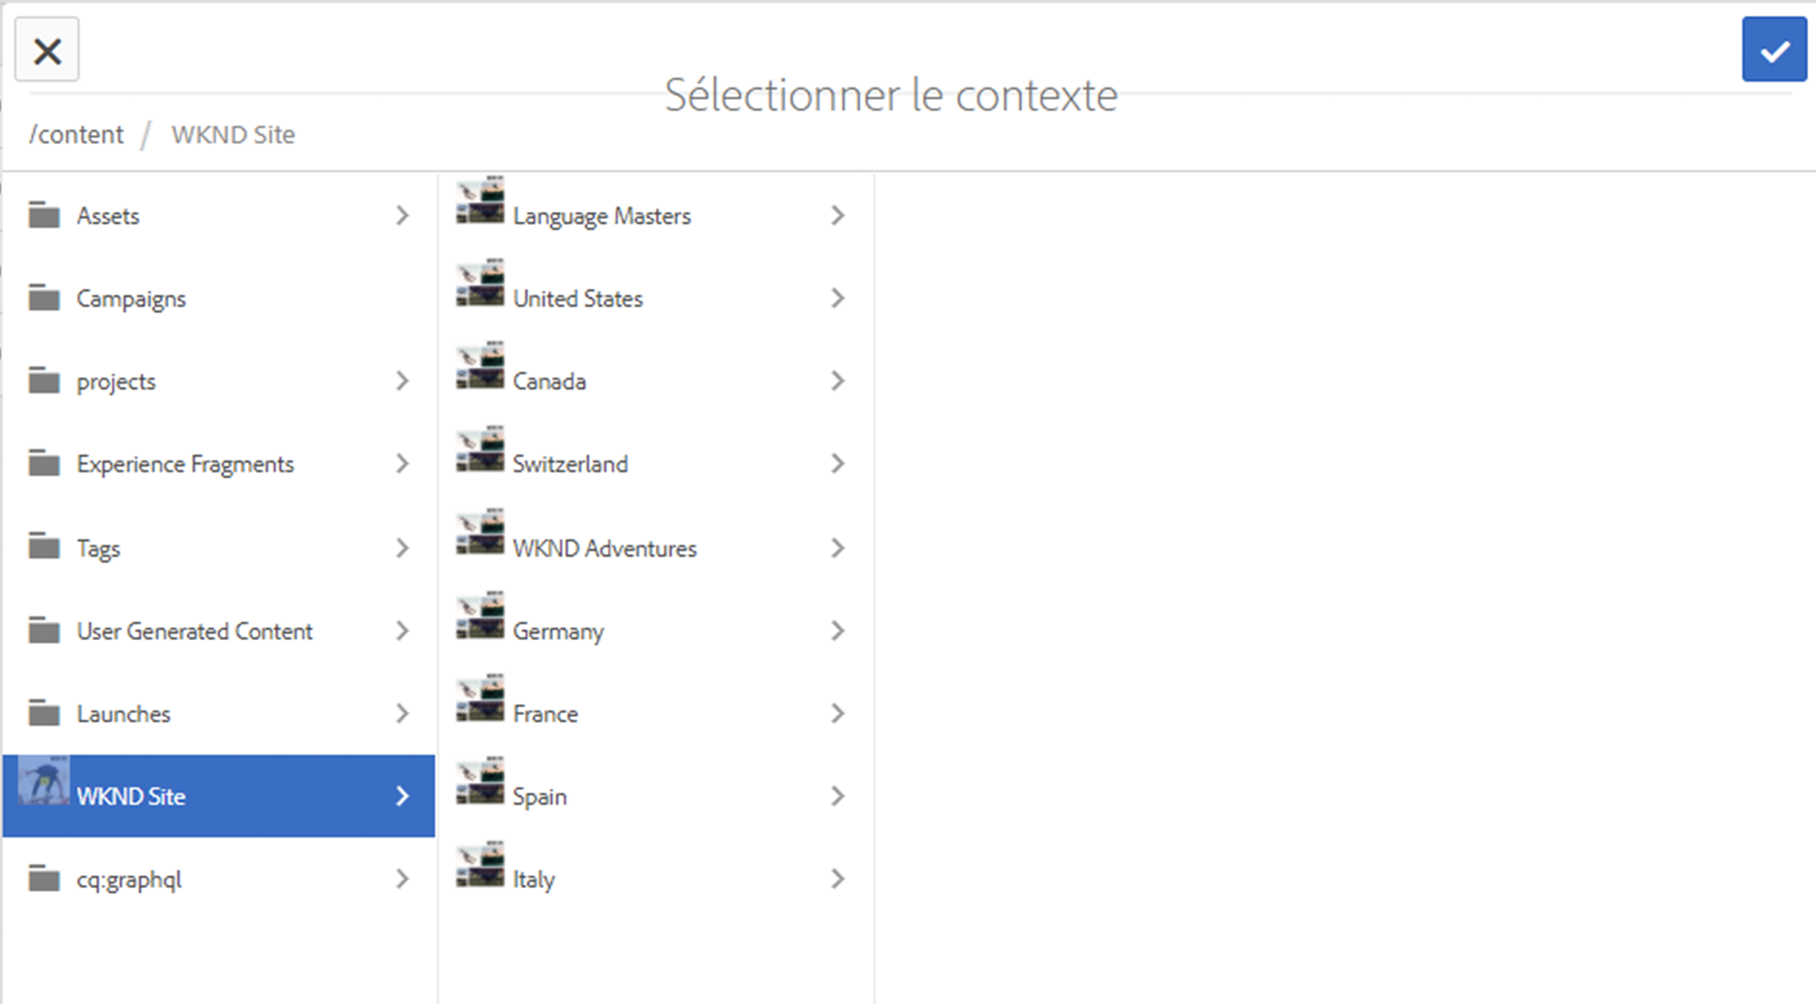 Sélectionner le contexte
/content / WKND Site
Assets
Campaigns
projects
Experience Fragments
Tags
User Generated Content
Launches
WKND Site
cq:graphql
Language Masters
United States
Canada
Switzerland
WKND Adventures
Germany
France
Spain
Italy